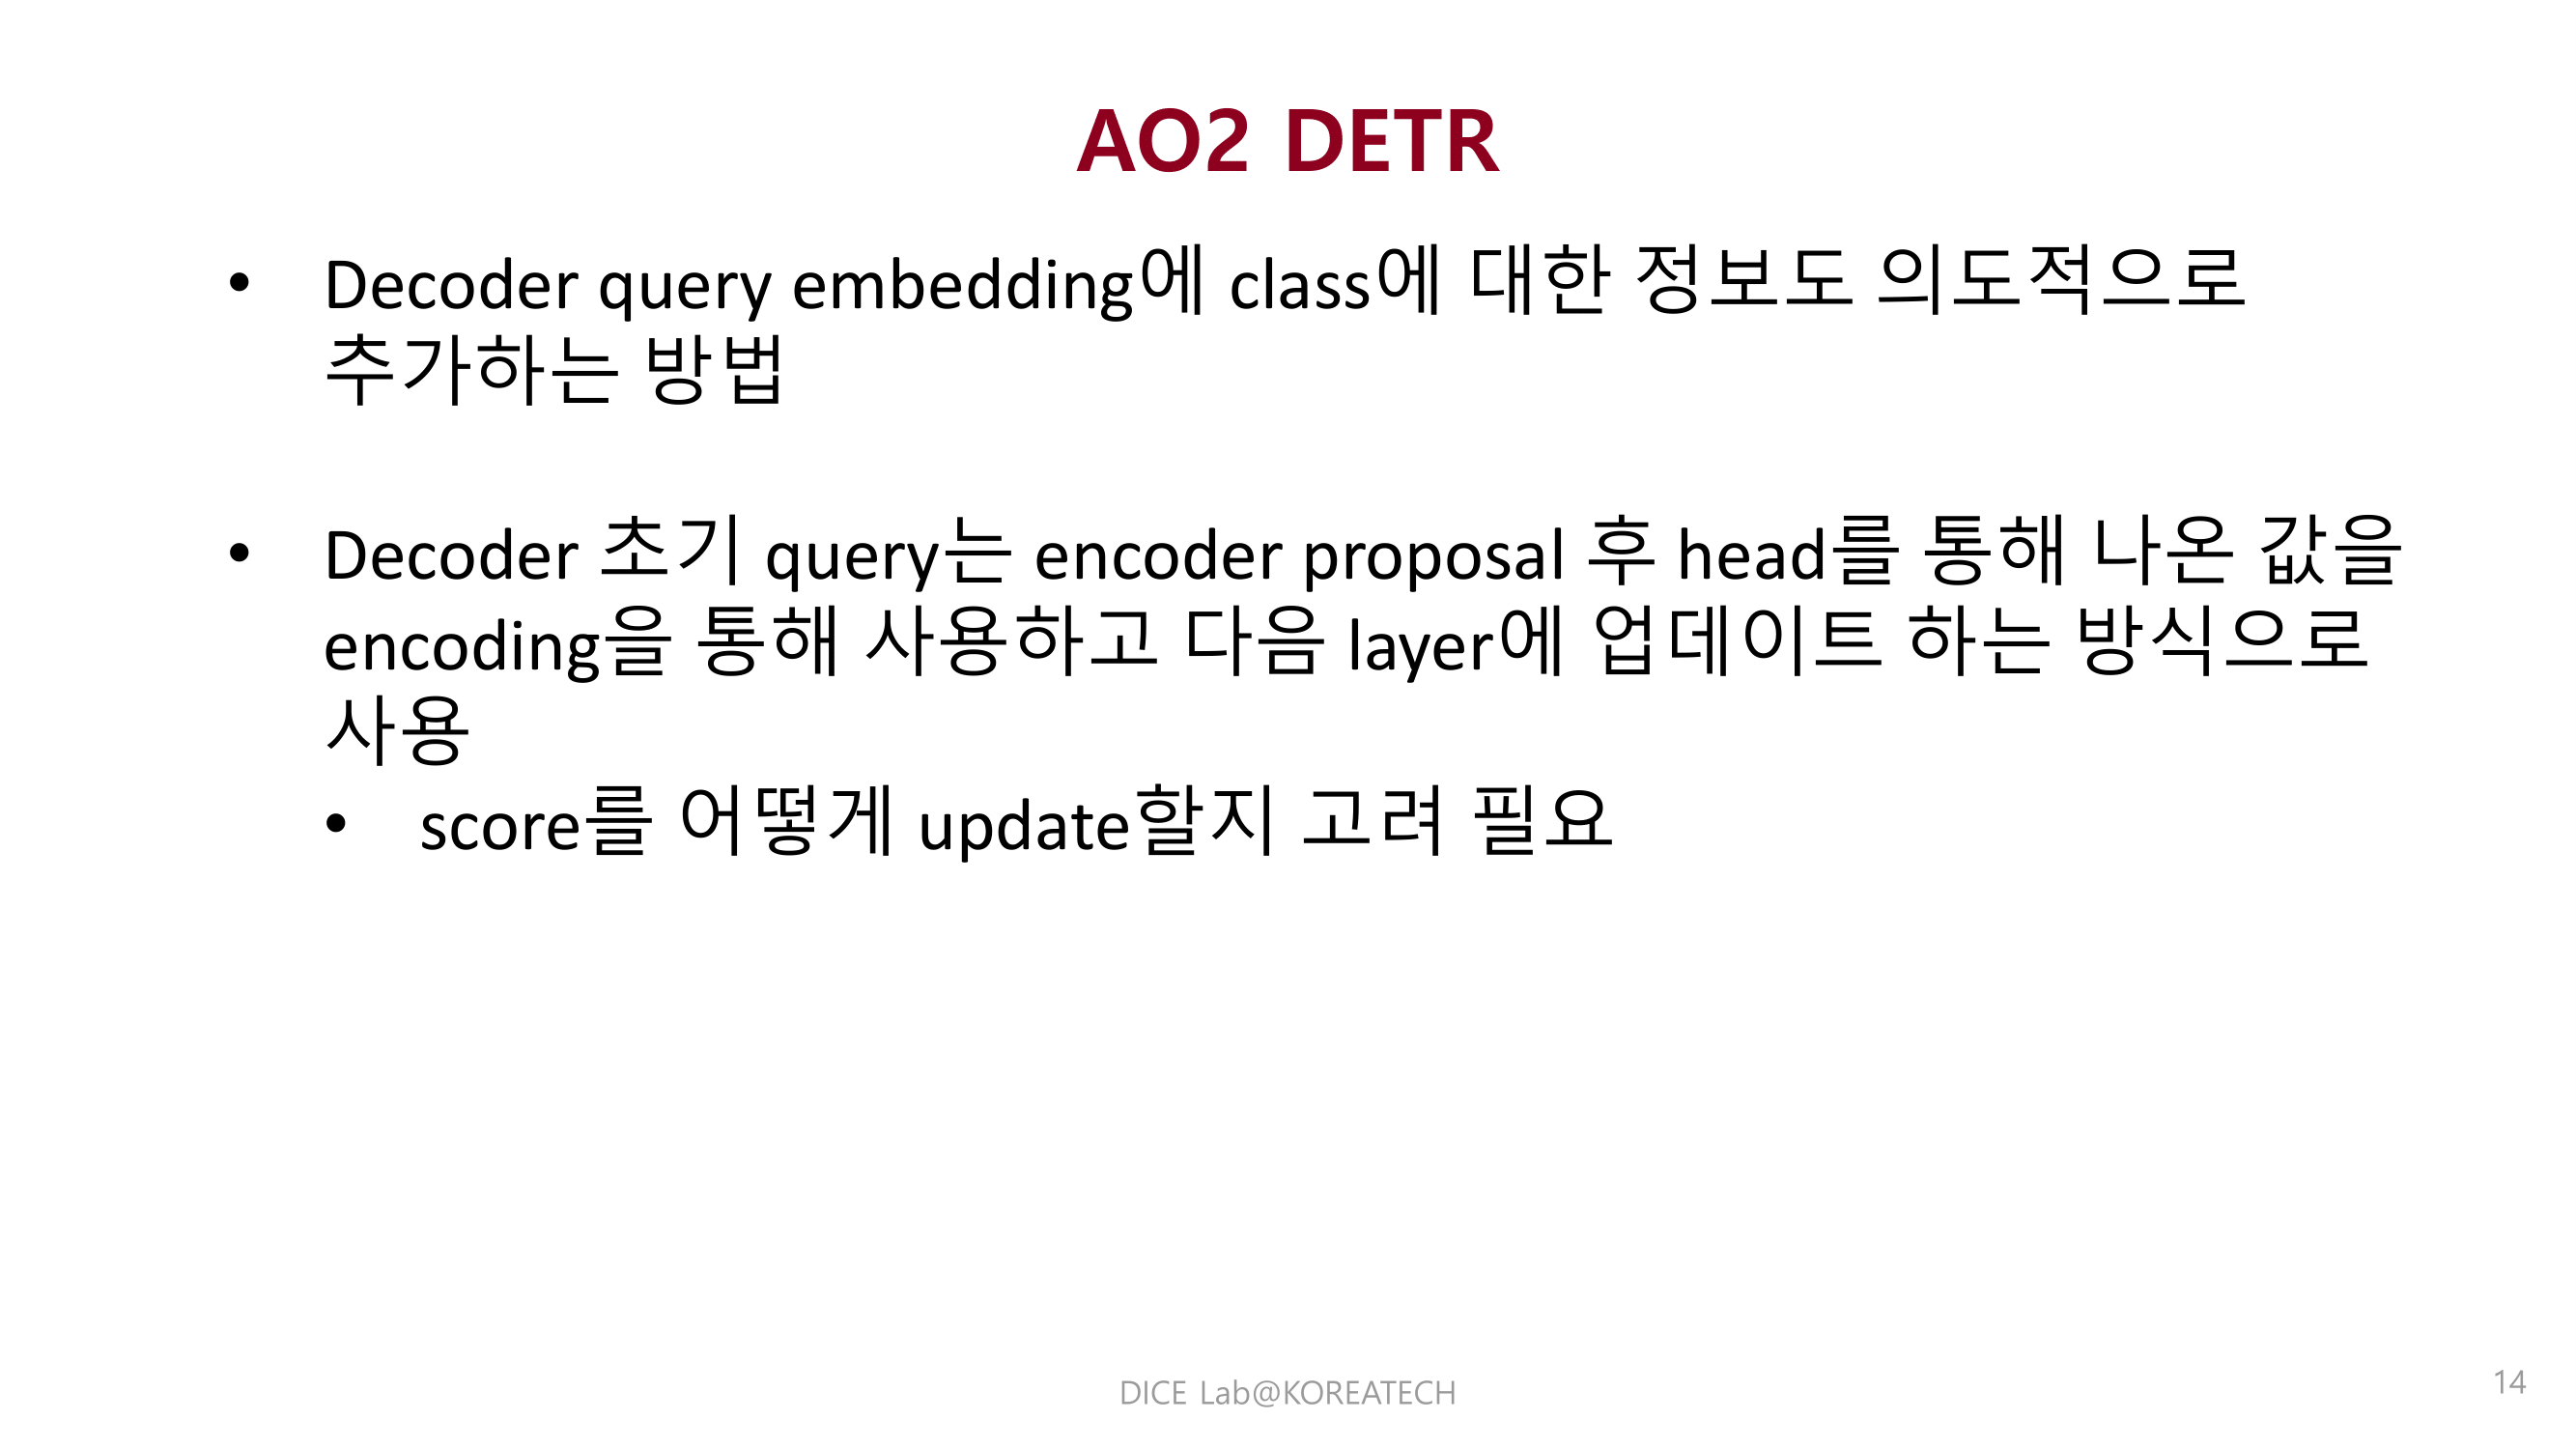 AO2 DETR
• Decoder query embedding에 class에 대한 정보도 의도적으로
추가하는 방법
• Decoder 초기 query는 encoder proposal 후 head를 통해 나온 값을
encoding을 통해 사용하고 다음 layer에 업데이트 하는 방식으로
사용
• score를 어떻게 update할지 고려 필요
DICE Lab@KOREATECH
14